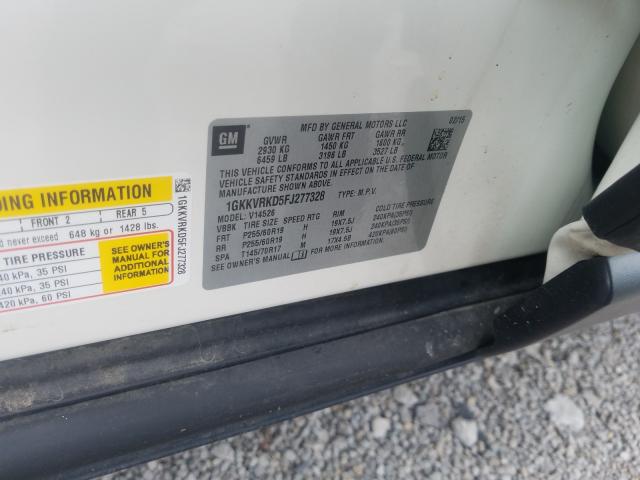 DING INFORMATION
FRONT 2 REAR 5
d never exceed 648 kg or 1428 lbs.
TIRE PRESSURE
40 kPa, 35 PSI
40 kPa, 35 PSI
420 kPa, 60 PSI
SEE OWNER'S
MANUAL FOR
ADDITIONAL
INFORMATION
1GKKVRKD5FJ277328
GM
MFD BY GENERAL MOTORS LLC
02/15
GVWR GAWR FRT GAWR RR
2930 KG 1450 KG 1600 KG
6459 LB 3196 LB 3527 LB
THIS VEHICLE CONFORMS TO ALL APPLICABLE U.S. FEDERAL MOTOR
VEHICLE SAFETY STANDARDS IN EFFECT ON THE DATE OF
MANUFACTURE SHOWN ABOVE.
1GKKVRKD5FJ277328 TYPE: M.P.V.
MODEL: V14526
VBBK TIRE SIZE SPEED RTG RIM COLD TIRE PRESSURE
FRT P255/60R19 H 19X7.5J 240KPA(35PSI)
RR P255/60R19 H 19X7.5J 240KPA(35PSI)
SPA T145/70R17 M 17X4.5B 420KPA(60PSI)
SEE OWNER'S MANUAL FOR MORE INFORMATION.